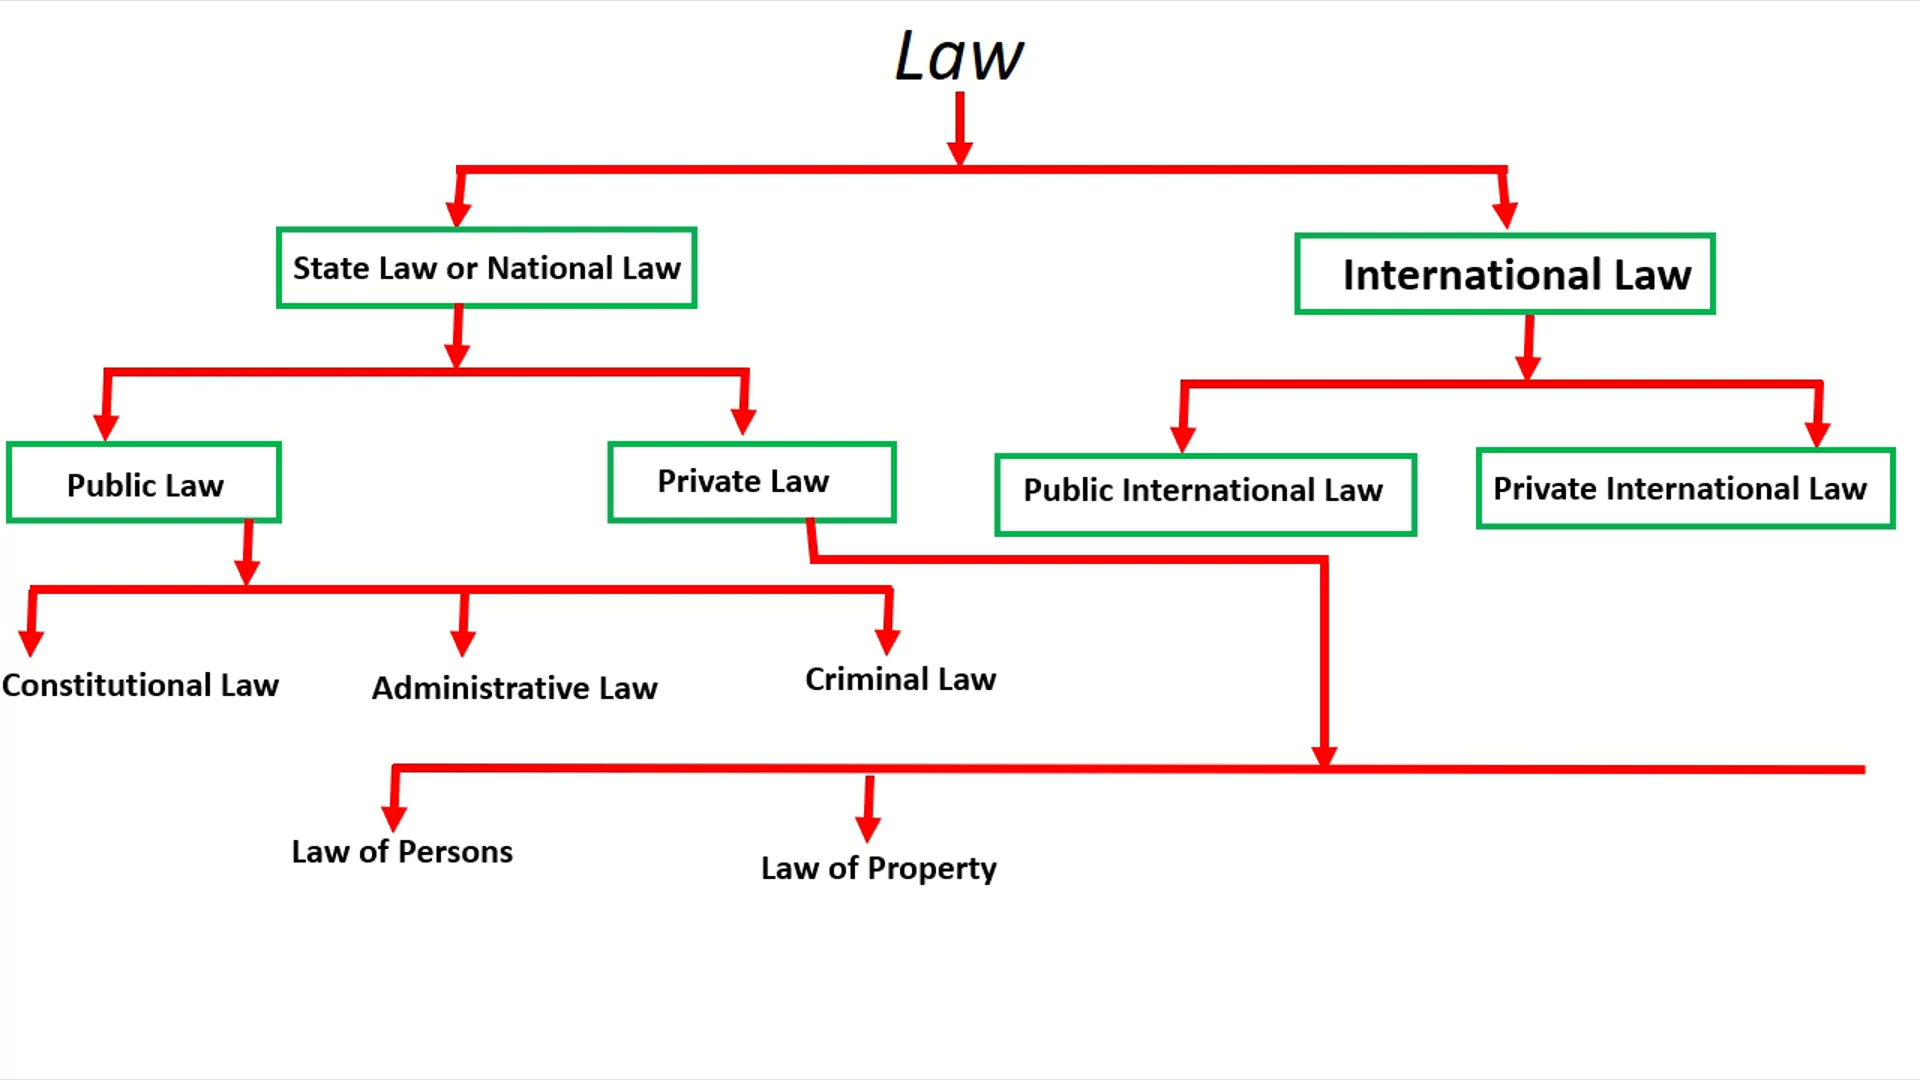 Law
State Law or National Law
International Law
Public Law
Private Law
Public International Law
Private International Law
Constitutional Law
Administrative Law
Criminal Law
Law of Persons
Law of Property